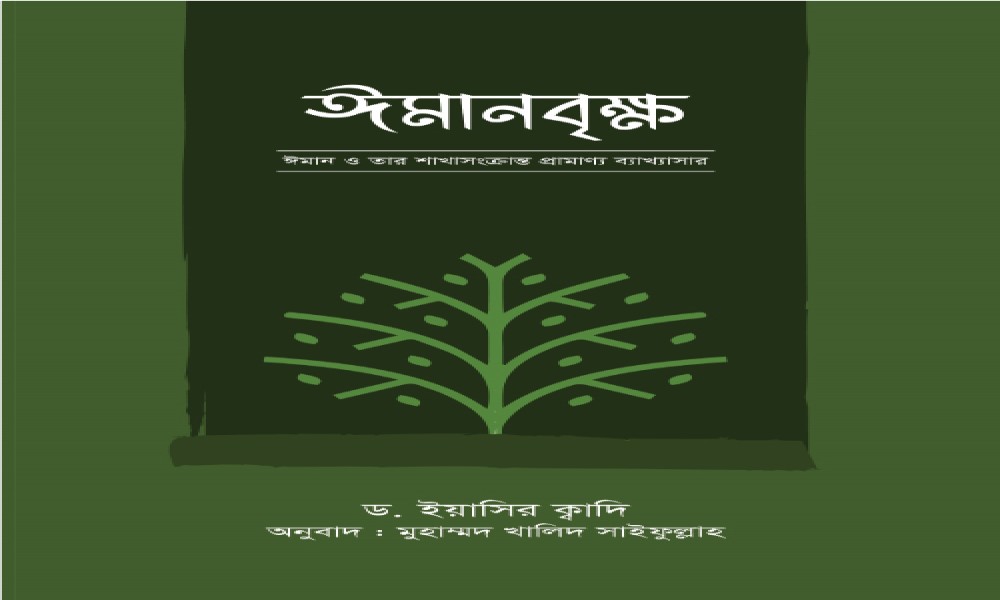 ঈমানবৃক্ষ
ঈমান ও তার শাখাসংক্রান্ত প্রামাণ্য ব্যাখ্যাসার
ড. ইয়াসির ক্বাদি
অনুবাদ : মুহাম্মদ খালিদ সাইফুল্লাহ